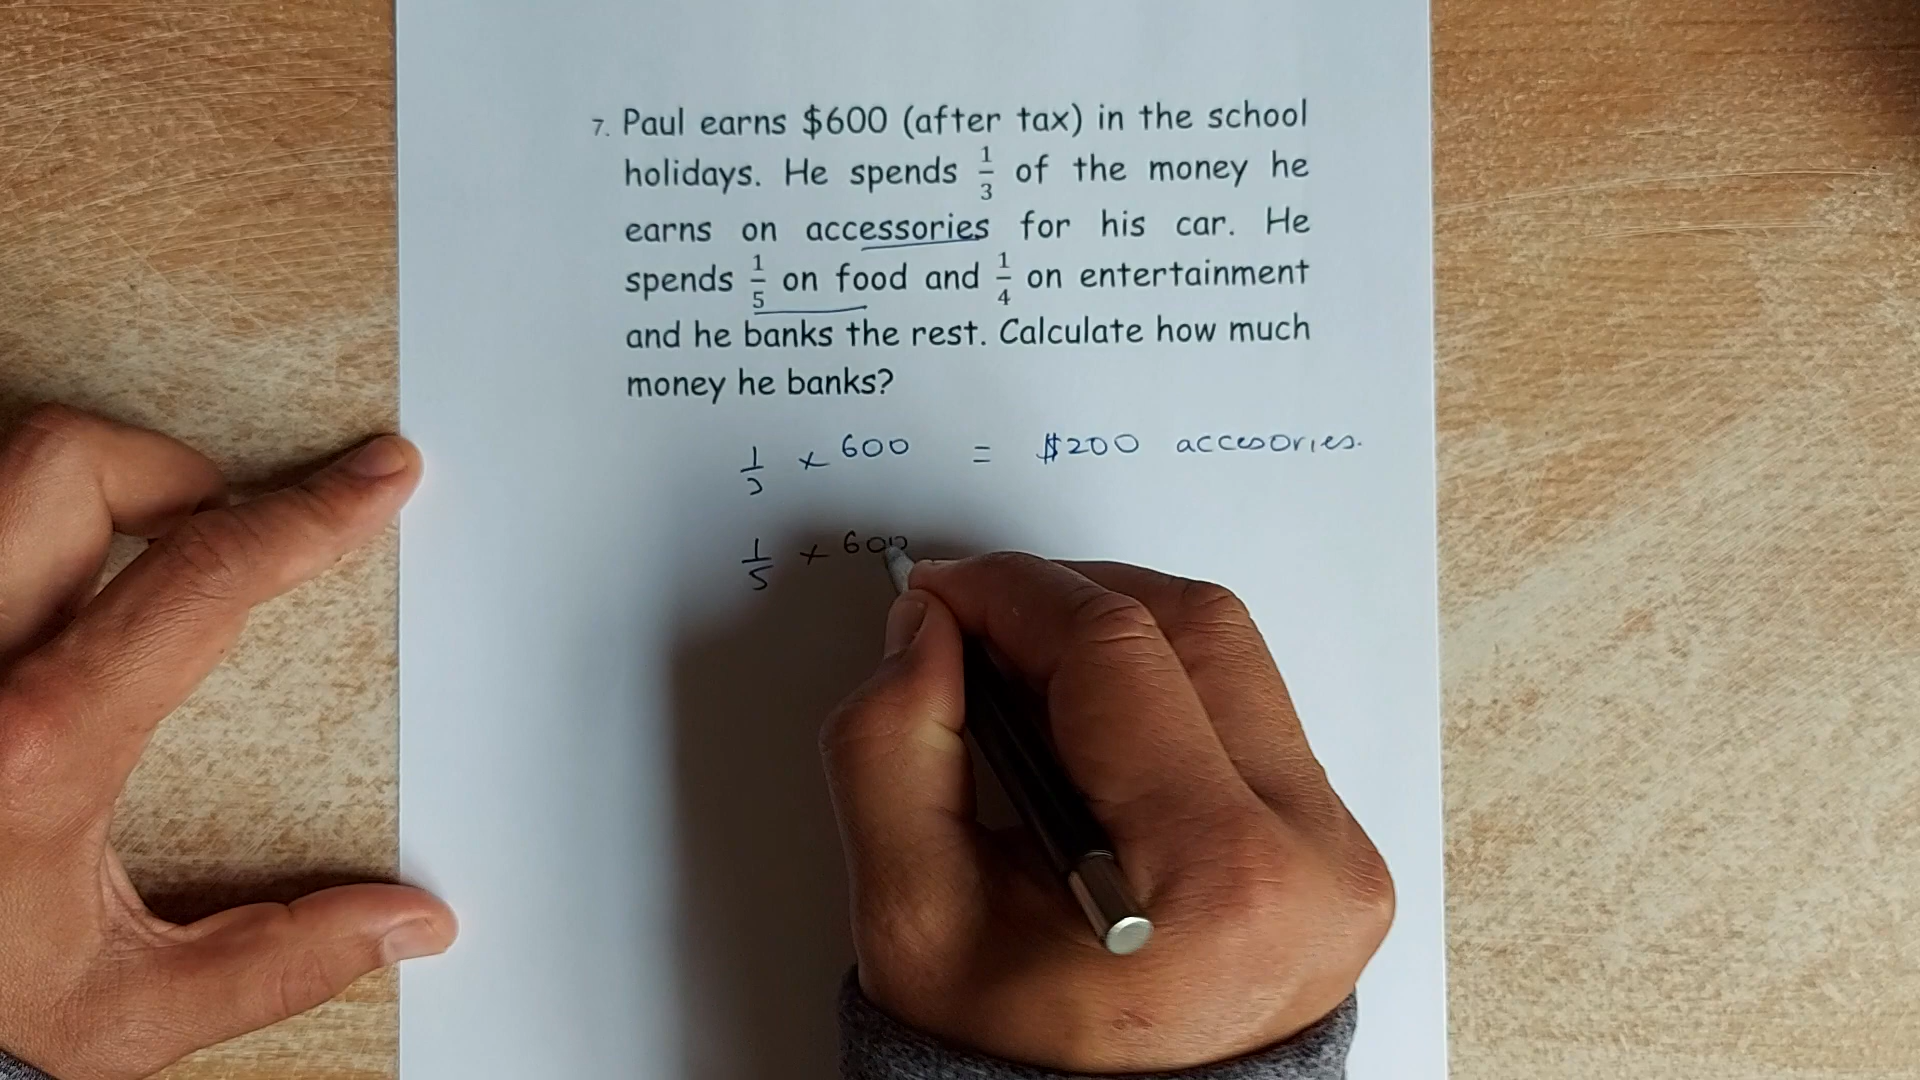 7. Paul earns $600 (after tax) in the school
holidays. He spends 1/3 of the money he
earns on accessories for his car. He
spends 1/5 on food and 1/4 on entertainment
and he banks the rest. Calculate how much
money he banks?
1/3 × 600 = $200 accesories.
1/5 × 600